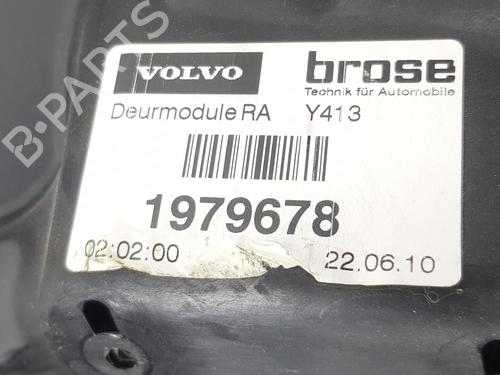 VOLVO
brose
Technik für Automobile
Deurmodule RA Y413
1979678
02:02:00
22.06.10
B-PARTS